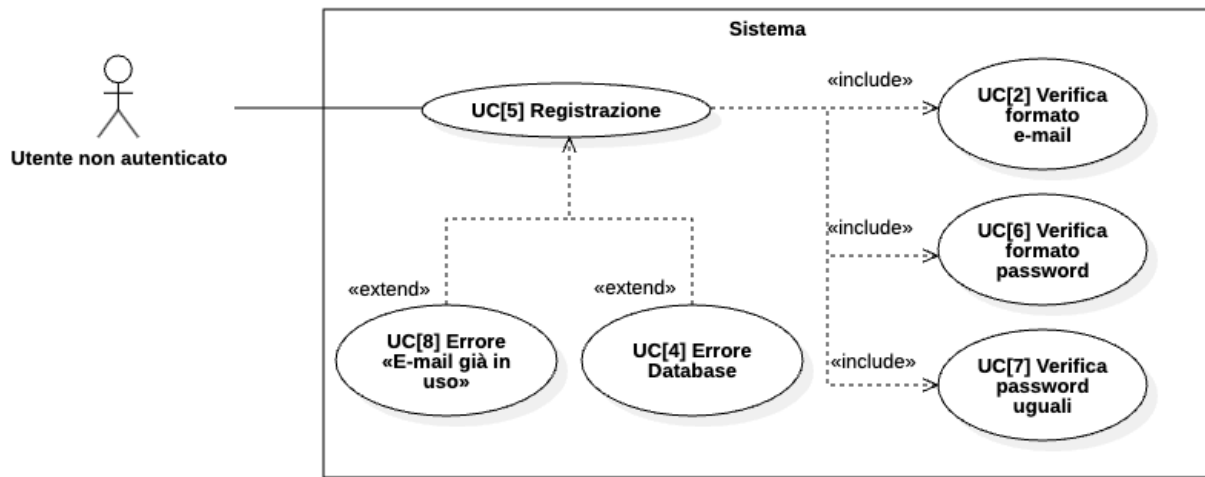 Sistema
Utente non autenticato
UC[5] Registrazione
«include»
UC[2] Verifica
formato
e-mail
«include»
UC[6] Verifica
formato
password
«extend»
UC[8] Errore
«E-mail già in
uso»
«extend»
UC[4] Errore
Database
«include»
UC[7] Verifica
password
uguali